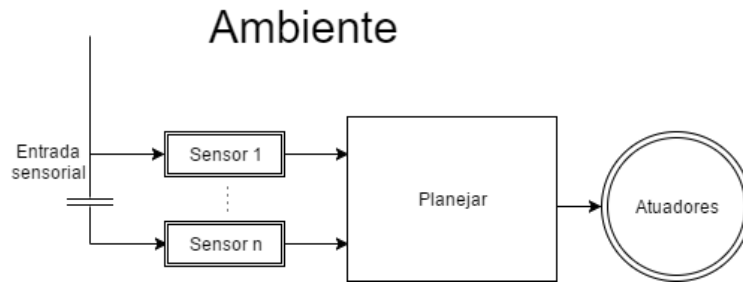 Ambiente
Entrada
sensorial
Sensor 1
Sensor n
Planejar
Atuadores